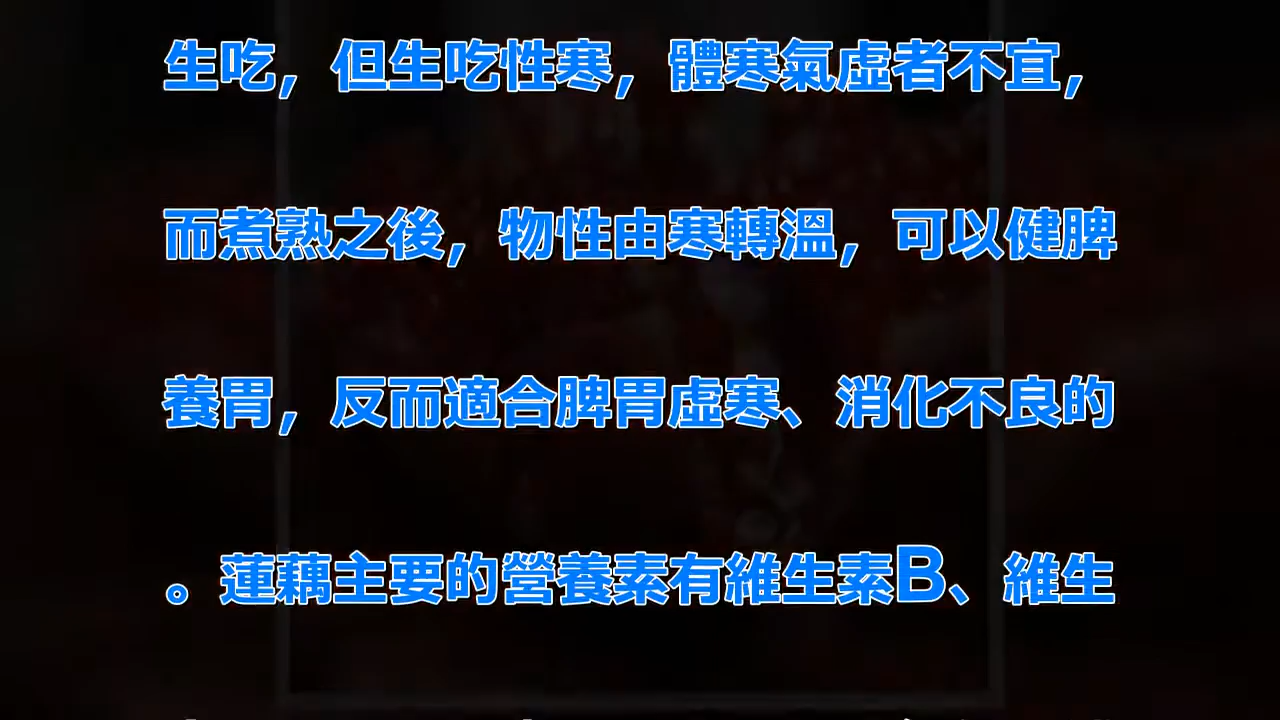 生吃，但生吃性寒，體寒氣虛者不宜，
而煮熟之後，物性由寒轉溫，可以健脾
養胃，反而適合脾胃虛寒、消化不良的
。蓮藕主要的營養素有維生素B、維生